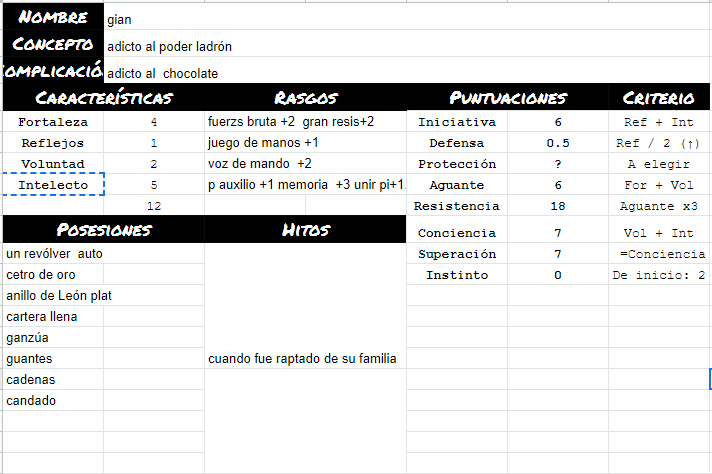 Nombre gian
Concepto adicto al poder ladrón
omplicació adicto al chocolate
Características Rasgos Puntuaciones Criterio
Fortaleza 4 fuerzs bruta +2 gran resis+2 Iniciativa 6 Ref + Int
Reflejos 1 juego de manos +1 Defensa 0.5 Ref / 2 (↑)
Voluntad 2 voz de mando +2 Protección ? A elegir
Intelecto 5 p auxilio +1 memoria +3 unir pi+1 Aguante 6 For + Vol
12 Resistencia 18 Aguante x3
Posesiones Hitos Conciencia 7 Vol + Int
un revólver auto Superación 7 =Conciencia
cetro de oro Instinto 0 De inicio: 2
anillo de León plat
cartera llena
ganzúa
guantes cuando fue raptado de su familia
cadenas
candado